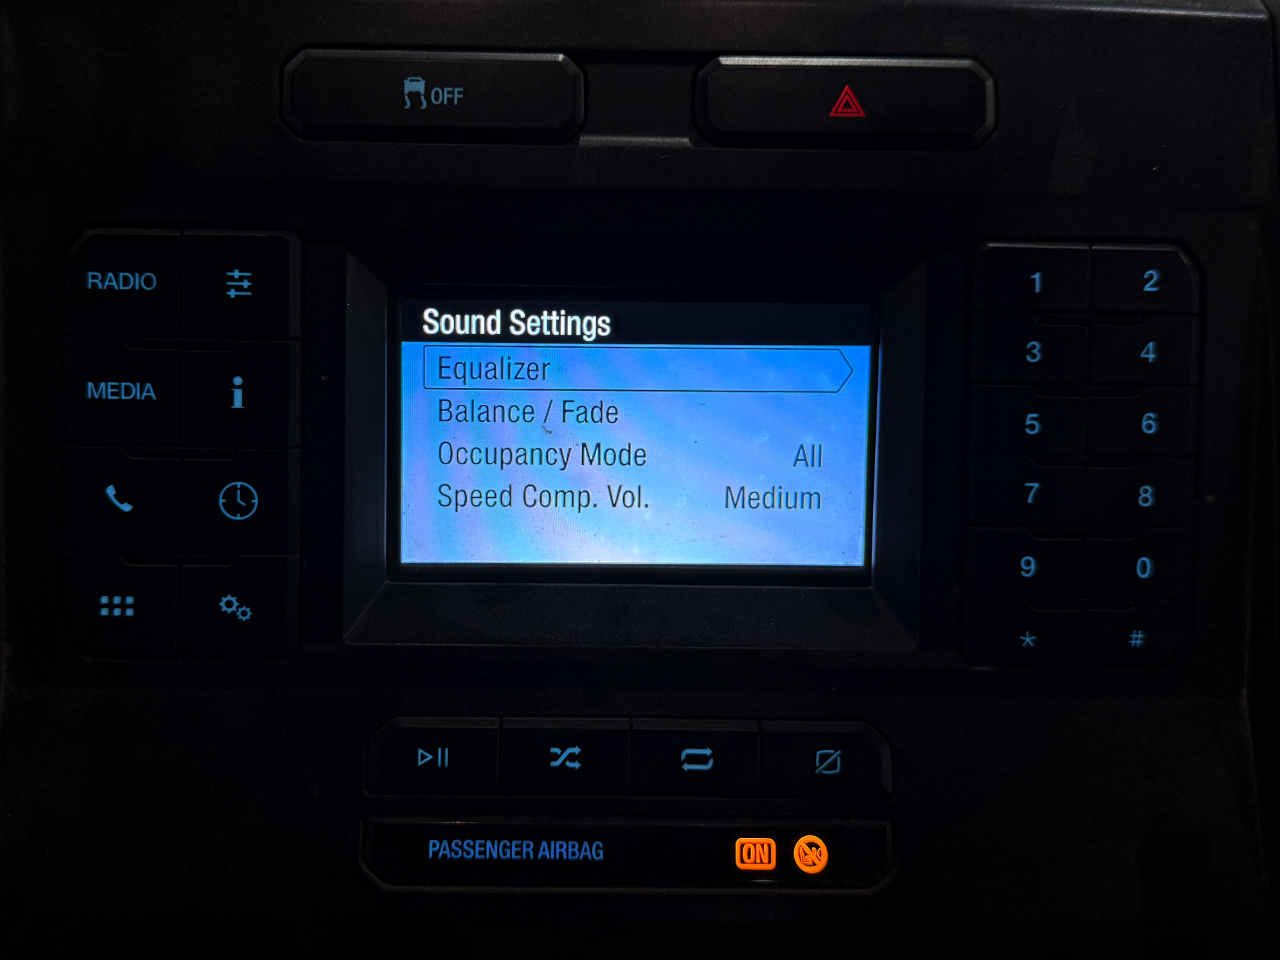 OFF
RADIO
MEDIA
Sound Settings
Equalizer
Balance / Fade
Occupancy Mode All
Speed Comp. Vol. Medium
1 2
3 4
5 6
7 8
9 0
* #
PASSENGER AIRBAG ON